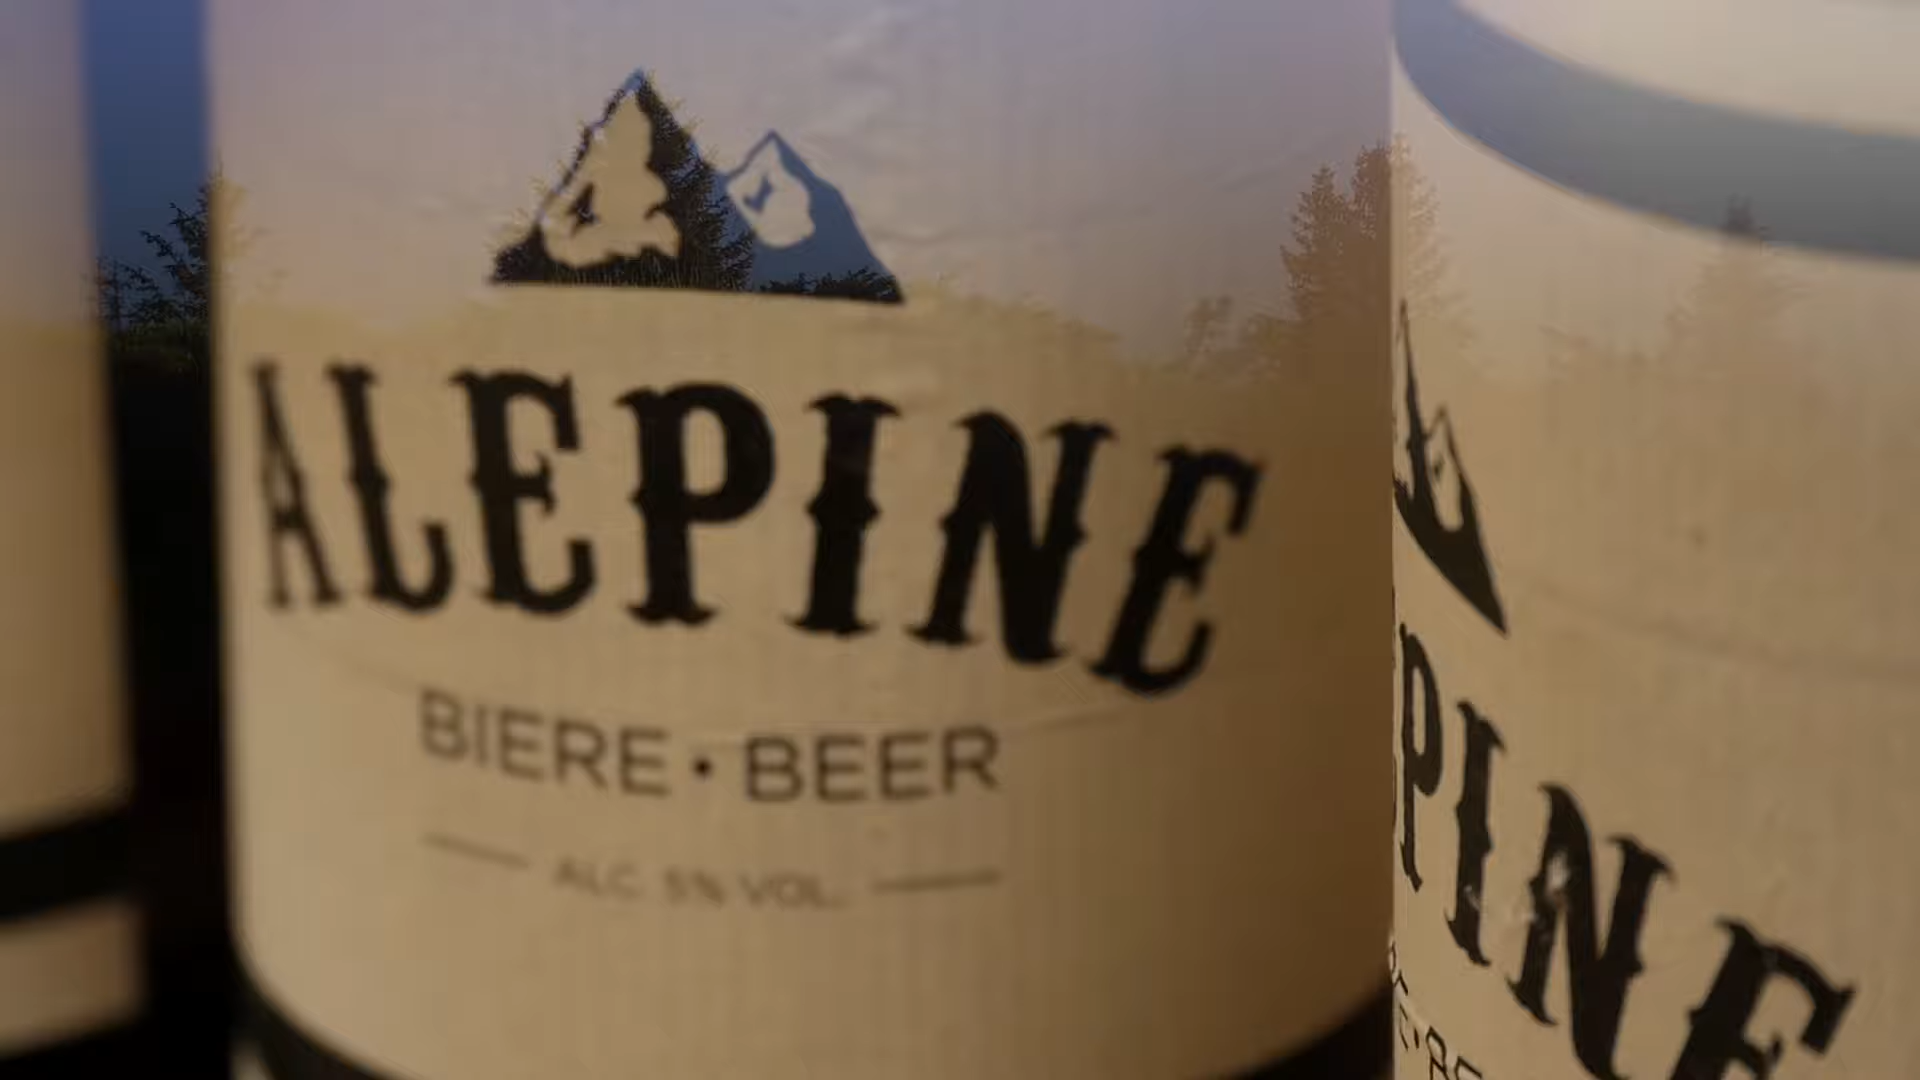 ALEPINE
BIERE • BEER
ALC. 5% VOL.
PINE